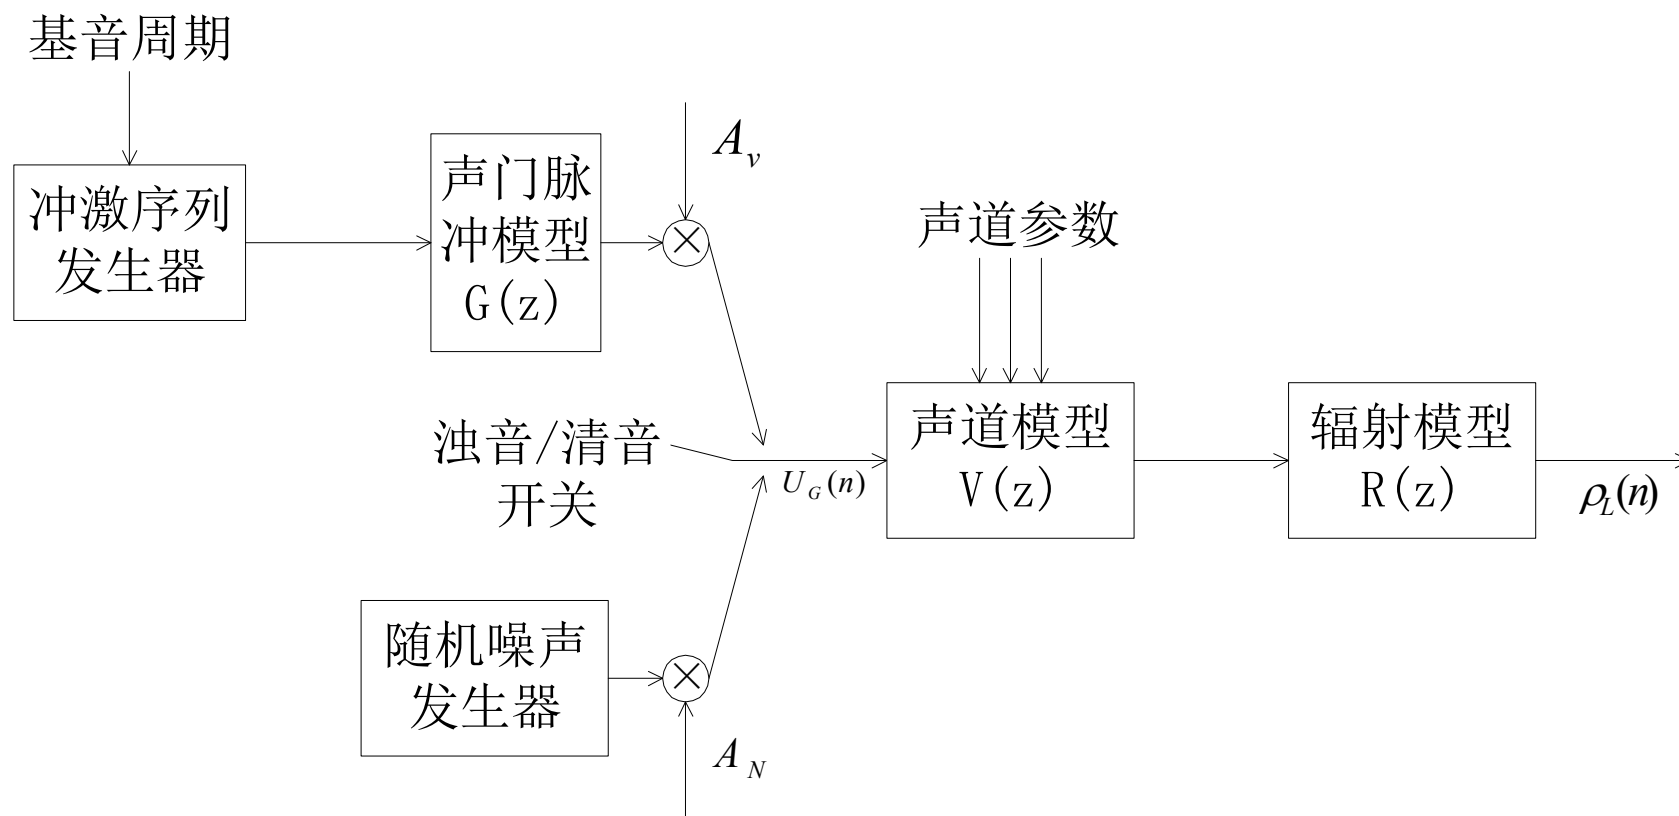 基音周期
冲激序列
发生器
声门脉
冲模型
G(z)
A_v
声道参数
浊音/清音
开关
U_G(n)
声道模型
V(z)
辐射模型
R(z)
ρ_L(n)
随机噪声
发生器
A_N